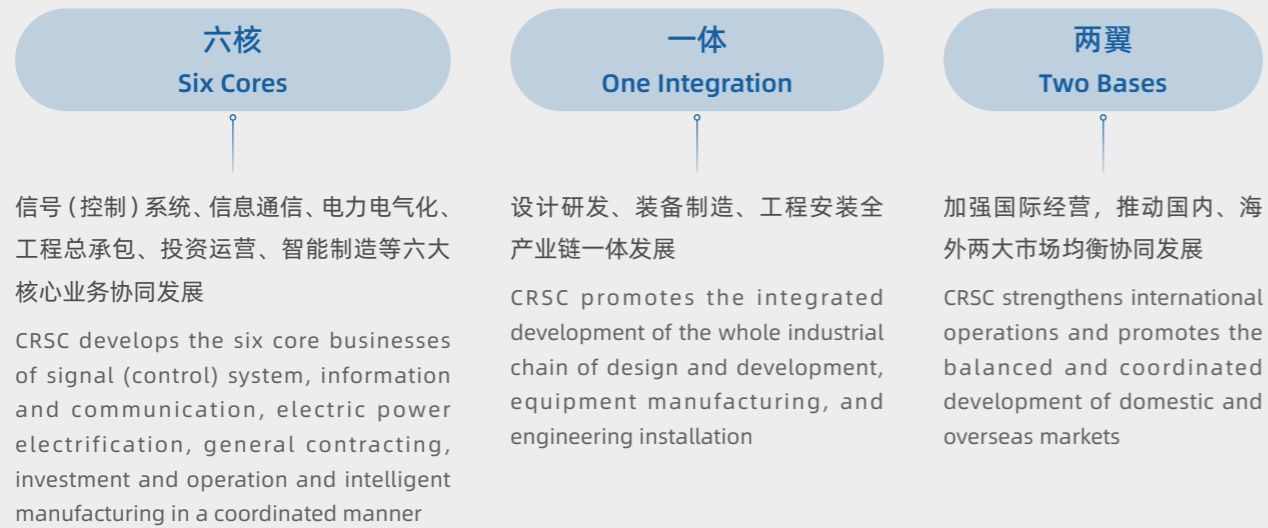 六核
Six Cores
信号(控制)系统、信息通信、电力电气化、
工程总承包、投资运营、智能制造等六大
核心业务协同发展
CRSC develops the six core businesses
of signal (control) system, information
and communication, electric power
electrification, general contracting,
investment and operation and intelligent
manufacturing in a coordinated manner
一体
One Integration
设计研发、装备制造、工程安装全
产业链一体发展
CRSC promotes the integrated
development of the whole industrial
chain of design and development,
equipment manufacturing, and
engineering installation
两翼
Two Bases
加强国际经营，推动国内、海
外两大市场均衡协同发展
CRSC strengthens international
operations and promotes the
balanced and coordinated
development of domestic and
overseas markets